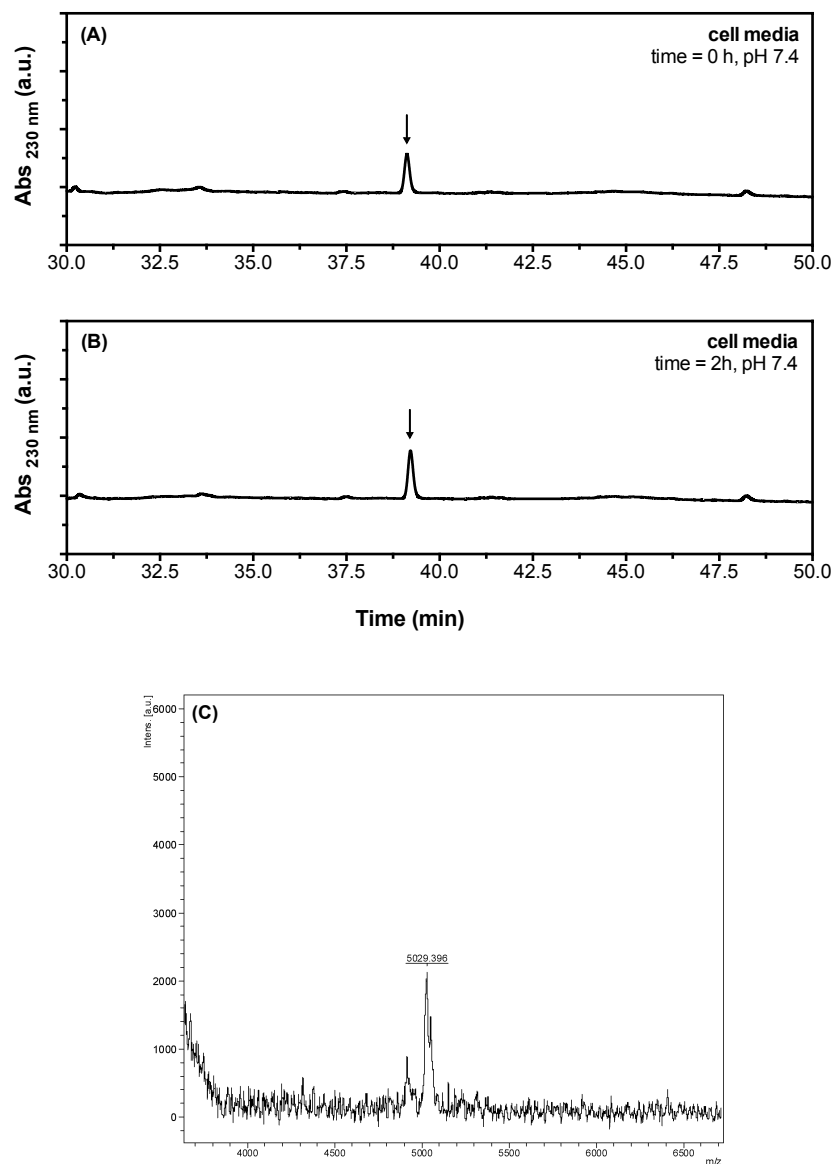 (A)
cell media
time = 0 h, pH 7.4
Abs 230 nm (a.u.)
30.0 32.5 35.0 37.5 40.0 42.5 45.0 47.5 50.0
(B)
cell media
time = 2h, pH 7.4
Abs 230 nm (a.u.)
30.0 32.5 35.0 37.5 40.0 42.5 45.0 47.5 50.0
Time (min)
(C)
Intens. [a.u.]
6000
5000
4000
3000
2000
1000
0
5029.396
4000 4500 5000 5500 6000 6500
m/z